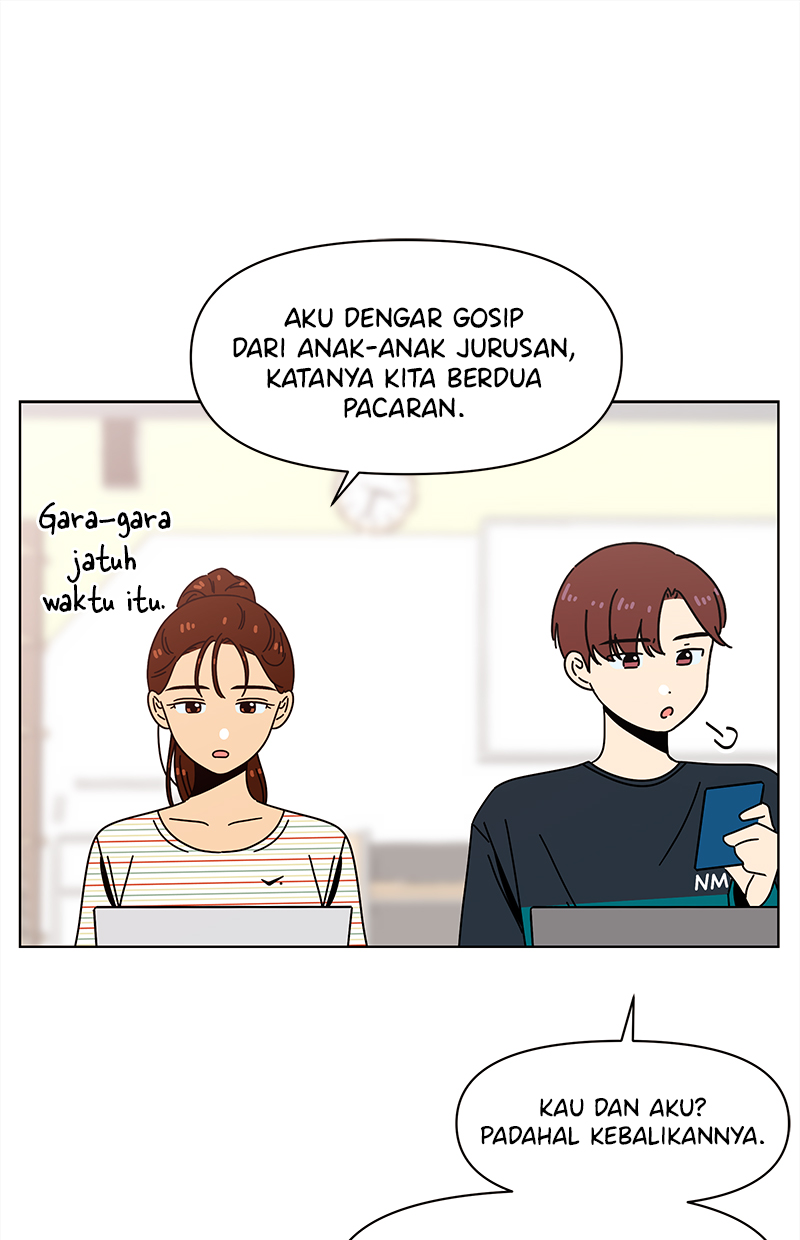 AKU DENGAR GOSIP
DARI ANAK-ANAK JURUSAN,
KATANYA KITA BERDUA
PACARAN.
Gara-gara
jatuh
waktu itu.
NM
KAU DAN AKU?
PADAHAL KEBALIKANNYA.